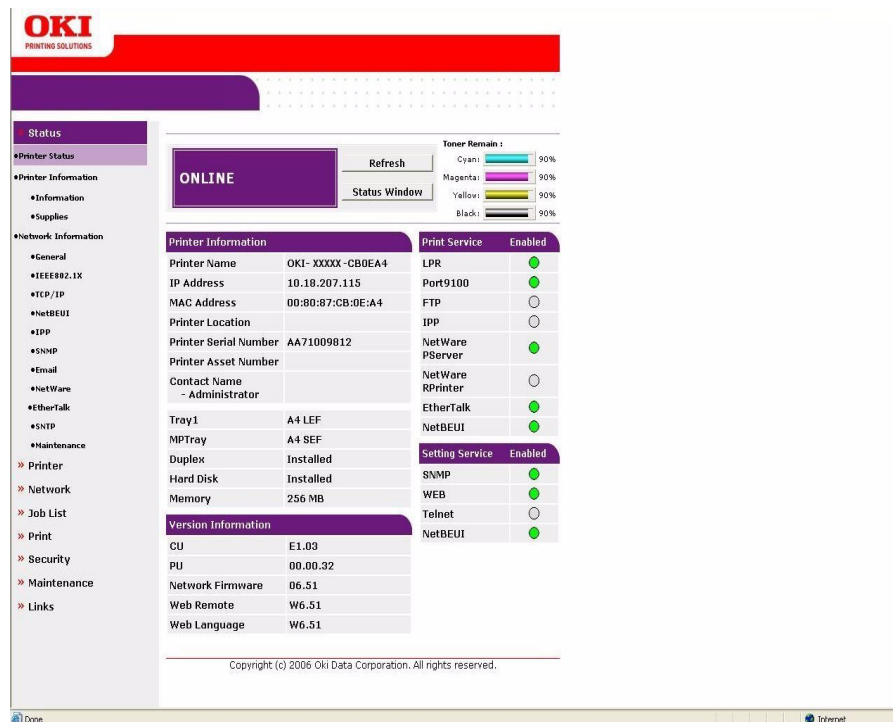 OKI
PRINTING SOLUTIONS
Status
•Printer Status
•Printer Information
•Information
•Supplies
•Network Information
•General
•IEEE802.1X
•TCP/IP
•NetBEUI
•IPP
•SNMP
•Email
•NetWare
•EtherTalk
•SNTP
•Maintenance
» Printer
» Network
» Job List
» Print
» Security
» Maintenance
» Links
ONLINE
Refresh
Status Window
Toner Remain :
Cyan: 90%
Magenta: 90%
Yellow: 90%
Black: 90%
Printer Information
Printer Name OKI- XXXXX -CB0EA4
IP Address 10.18.207.115
MAC Address 00:80:87:CB:0E:A4
Printer Location
Printer Serial Number AA71009812
Printer Asset Number
Contact Name
- Administrator
Tray1 A4 LEF
MPTray A4 SEF
Duplex Installed
Hard Disk Installed
Memory 256 MB
Version Information
CU E1.03
PU 00.00.32
Network Firmware 06.51
Web Remote W6.51
Web Language W6.51
Print Service Enabled
LPR
Port9100
FTP
IPP
NetWare
PServer
NetWare
RPrinter
EtherTalk
NetBEUI
Setting Service Enabled
SNMP
WEB
Telnet
NetBEUI
Copyright (c) 2006 Oki Data Corporation. All rights reserved.
Done
Internet